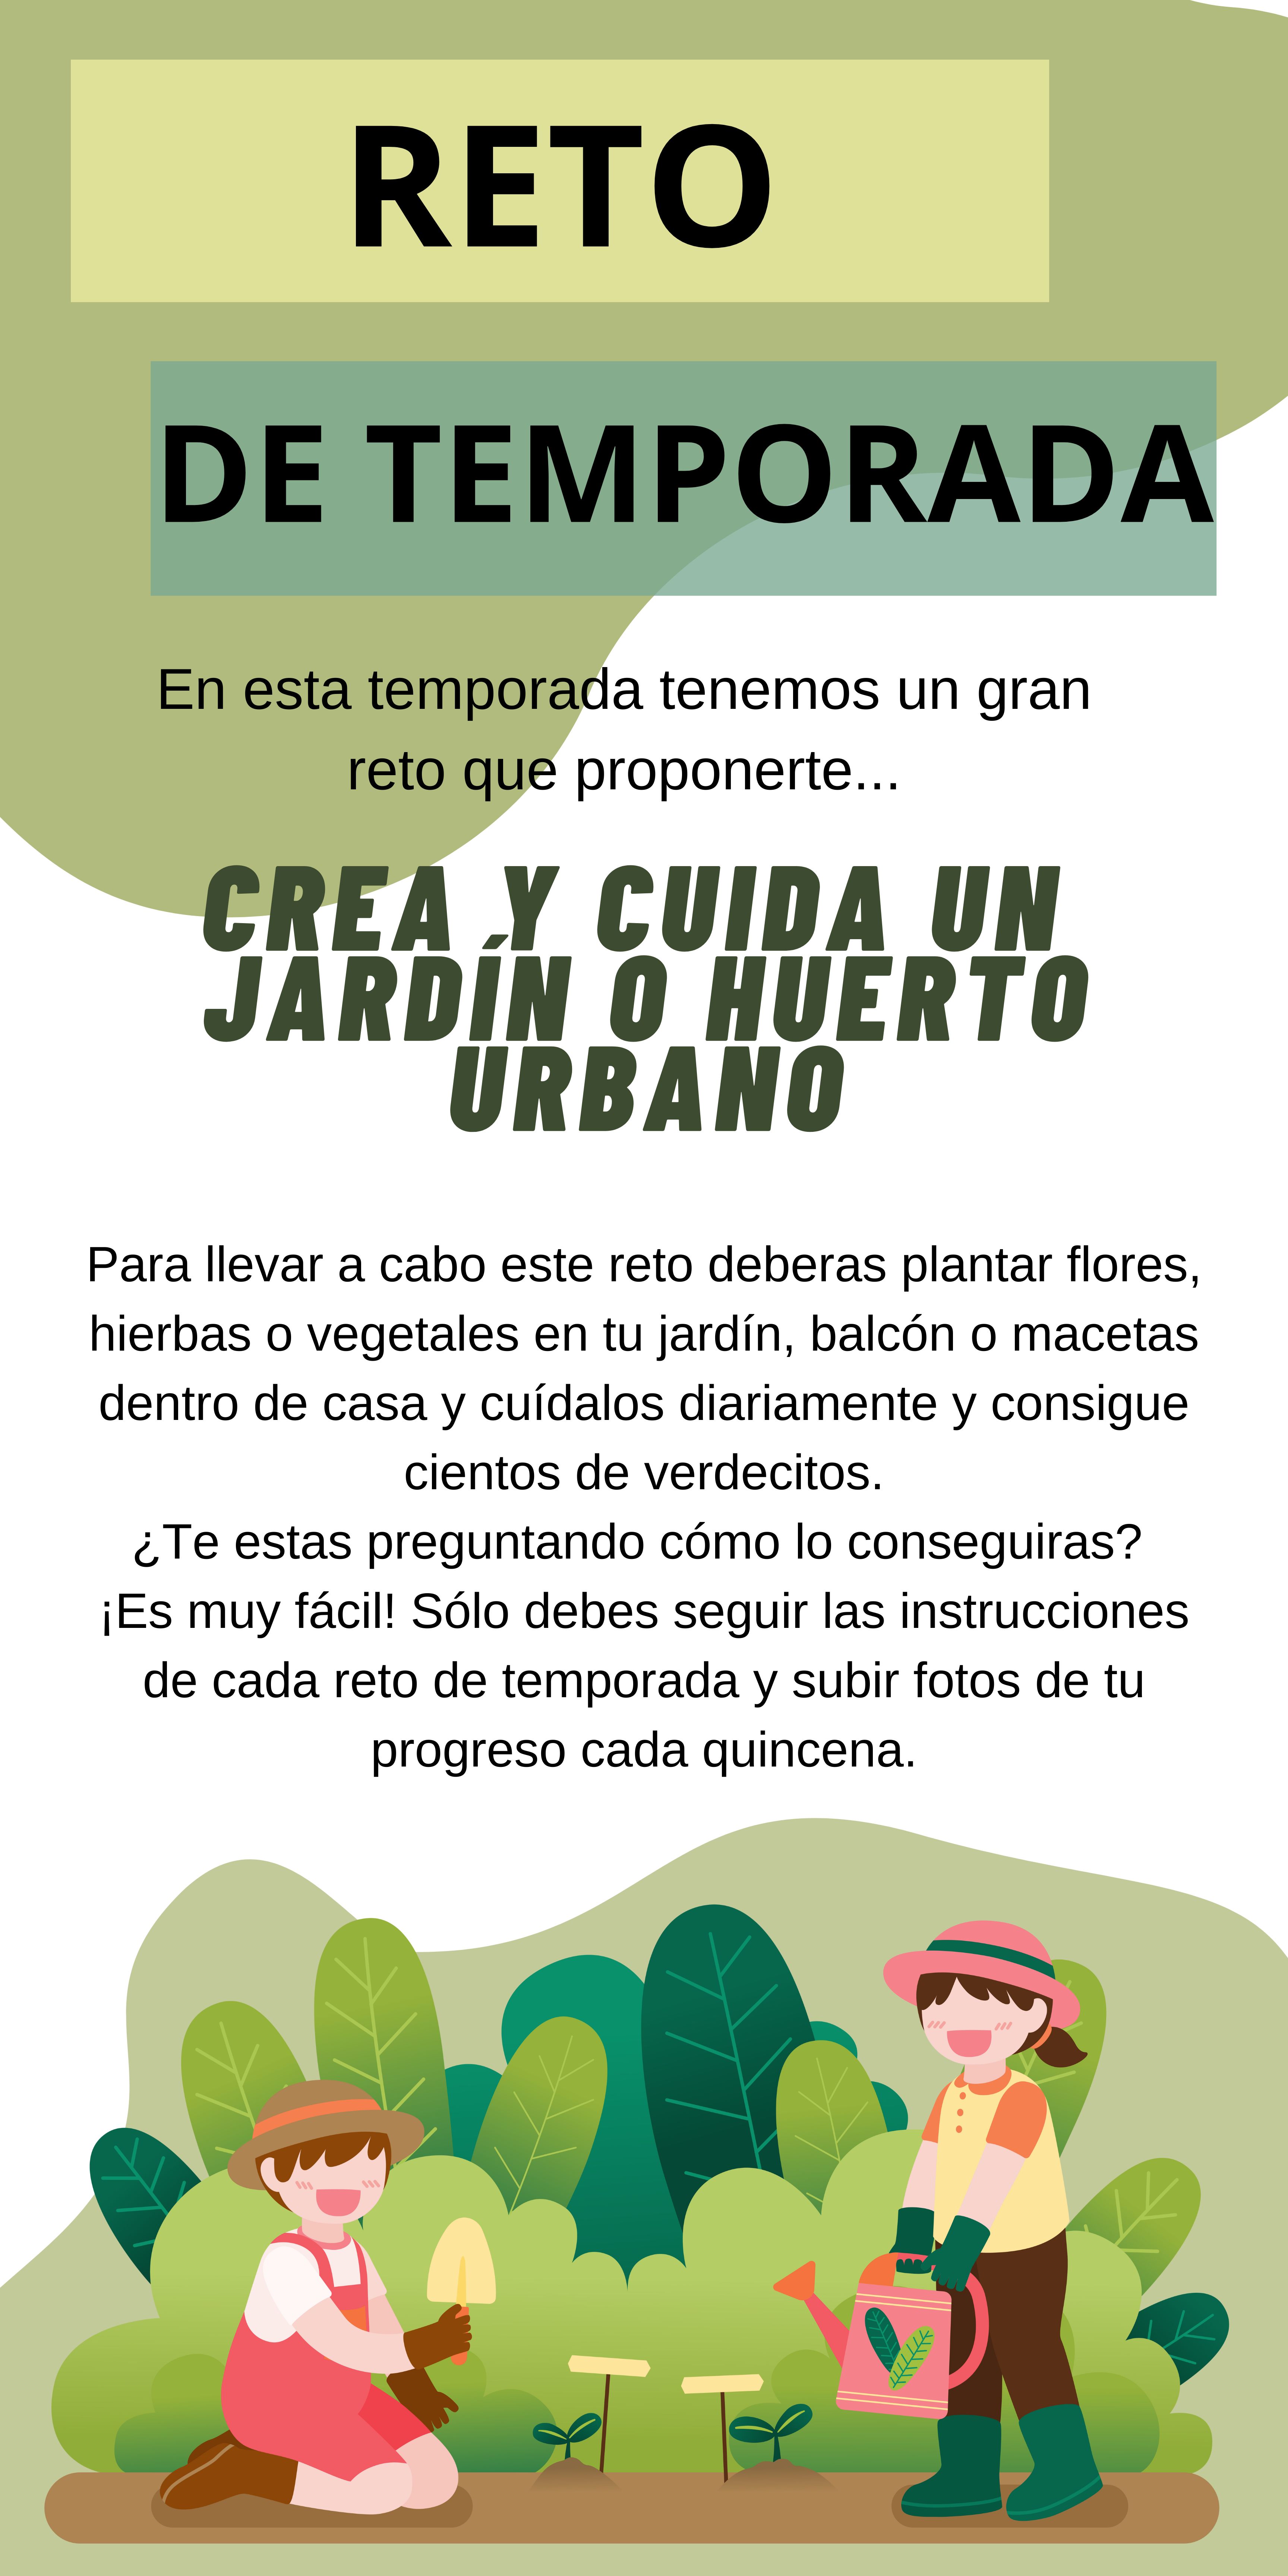 RETO
DE TEMPORADA
En esta temporada tenemos un gran
reto que proponerte...
CREA Y CUIDA UN
JARDÍN O HUERTO
URBANO
Para llevar a cabo este reto deberas plantar flores,
hierbas o vegetales en tu jardín, balcón o macetas
dentro de casa y cuídalos diariamente y consigue
cientos de verdecitos.
¿Te estas preguntando cómo lo conseguiras?
¡Es muy fácil! Sólo debes seguir las instrucciones
de cada reto de temporada y subir fotos de tu
progreso cada quincena.